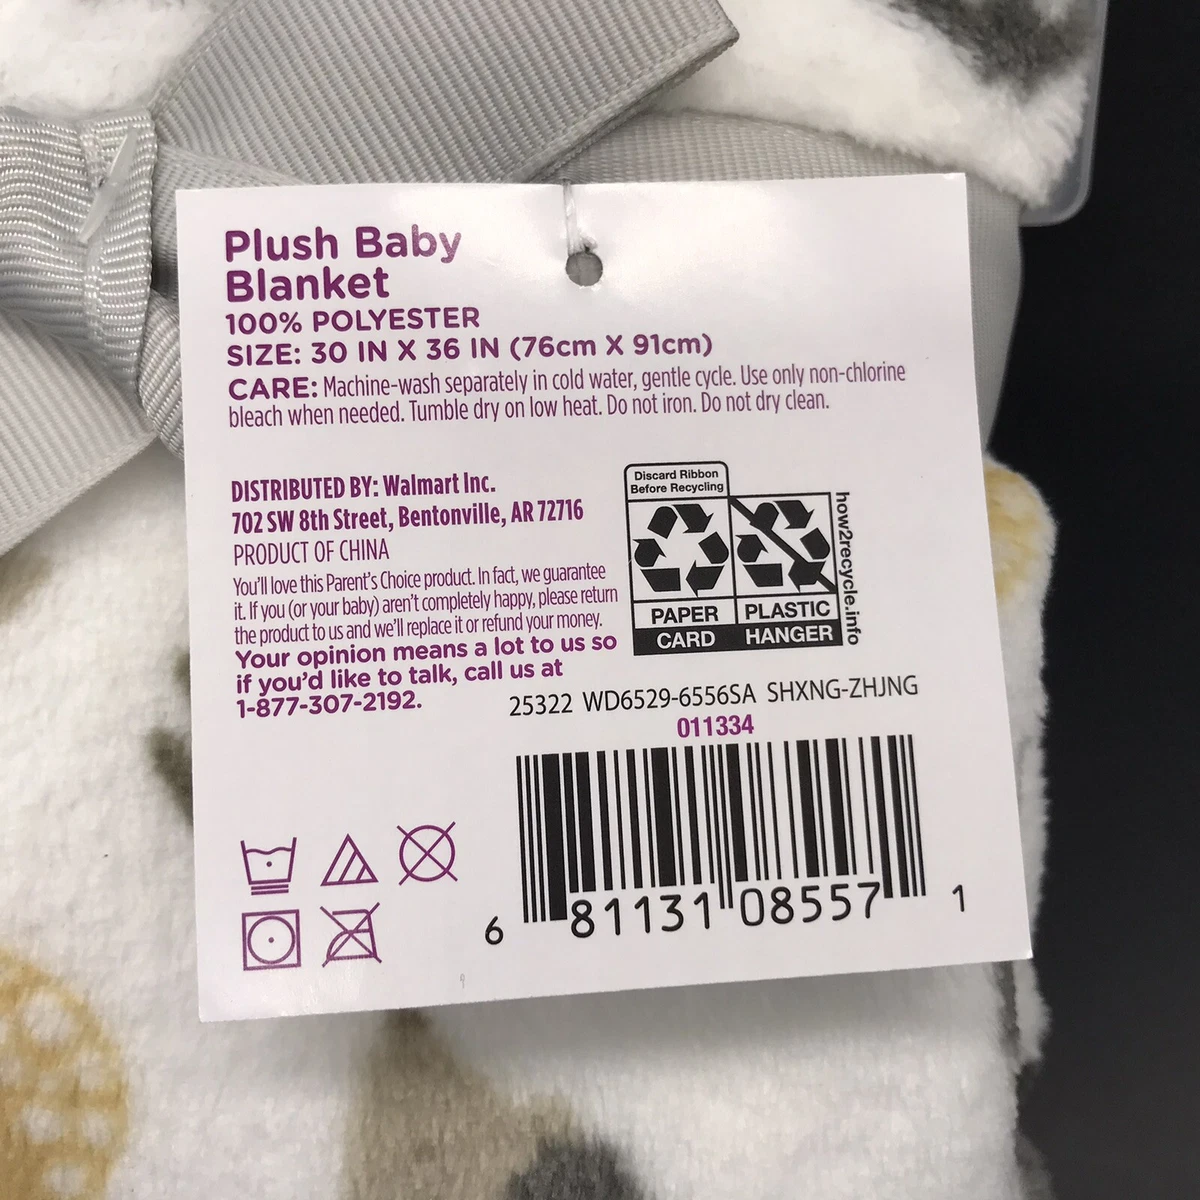 Plush Baby
Blanket
100% POLYESTER
SIZE: 30 IN X 36 IN (76cm X 91cm)
CARE: Machine-wash separately in cold water, gentle cycle. Use only non-chlorine
bleach when needed. Tumble dry on low heat. Do not iron. Do not dry clean.
DISTRIBUTED BY: Walmart Inc.
702 SW 8th Street, Bentonville, AR 72716
PRODUCT OF CHINA
You'll love this Parent's Choice product. In fact, we guarantee
it. If you (or your baby) aren't completely happy, please return
the product to us and we'll replace it or refund your money.
Your opinion means a lot to us so
if you'd like to talk, call us at
1-877-307-2192.
Discard Ribbon
Before Recycling
PAPER
CARD
PLASTIC
HANGER
how2recycle.info
25322 WD6529-6556SA SHXNG-ZHJNG
011334
6 81131 08557 1